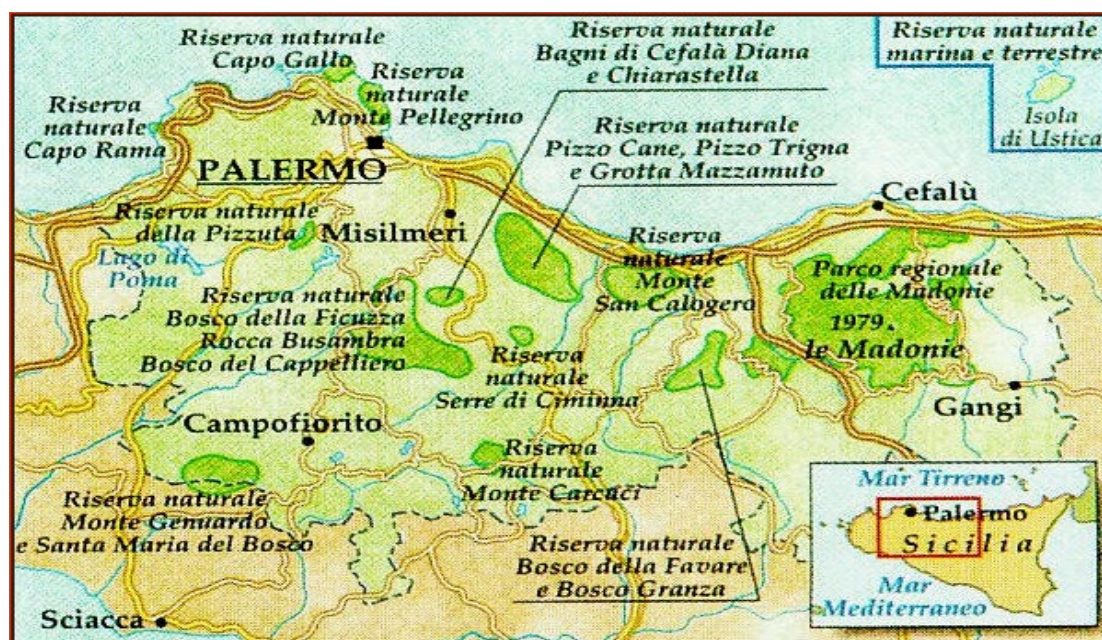 Riserva naturale
Capo Gallo
Riserva
naturale
Monte Pellegrino
Riserva naturale
Bagni di Cefalà Diana
e Chiarastella
Riserva naturale
marina e terrestre
Isola
di Ustica
Riserva
naturale
Capo Rama
Riserva naturale
Pizzo Cane, Pizzo Trigna
e Grotta Mazzamuto
PALERMO
Cefalù
Riserva naturale
della Pizzuta
Misilmeri
Lago di
Poma
Riserva
naturale
Monte
San Calogero
Parco regionale
delle Madonie
1979.
le Madonie
Riserva naturale
Bosco della Ficuzza
Rocca Busambra
Bosco del Cappelliero
Riserva
naturale
Serre di Ciminna
Gangi
Campofiorito
Riserva
naturale
Monte Carcaci
Riserva naturale
Monte Genuardo
e Santa Maria del Bosco
Riserva naturale
Bosco della Favare
e Bosco Granza
Sciacca
Mar Tirreno
Palermo
Sicilia
Mar
Mediterraneo